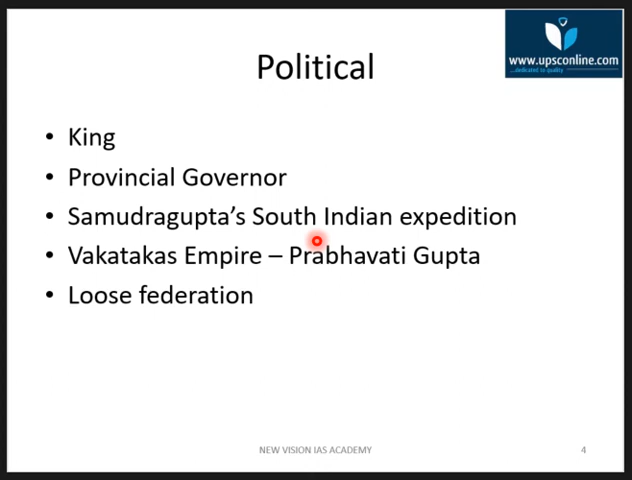 www.upsconline.com
...dedicated to quality
Political
• King
• Provincial Governor
• Samudragupta’s South Indian expedition
• Vakatakas Empire – Prabhavati Gupta
• Loose federation
NEW VISION IAS ACADEMY
4